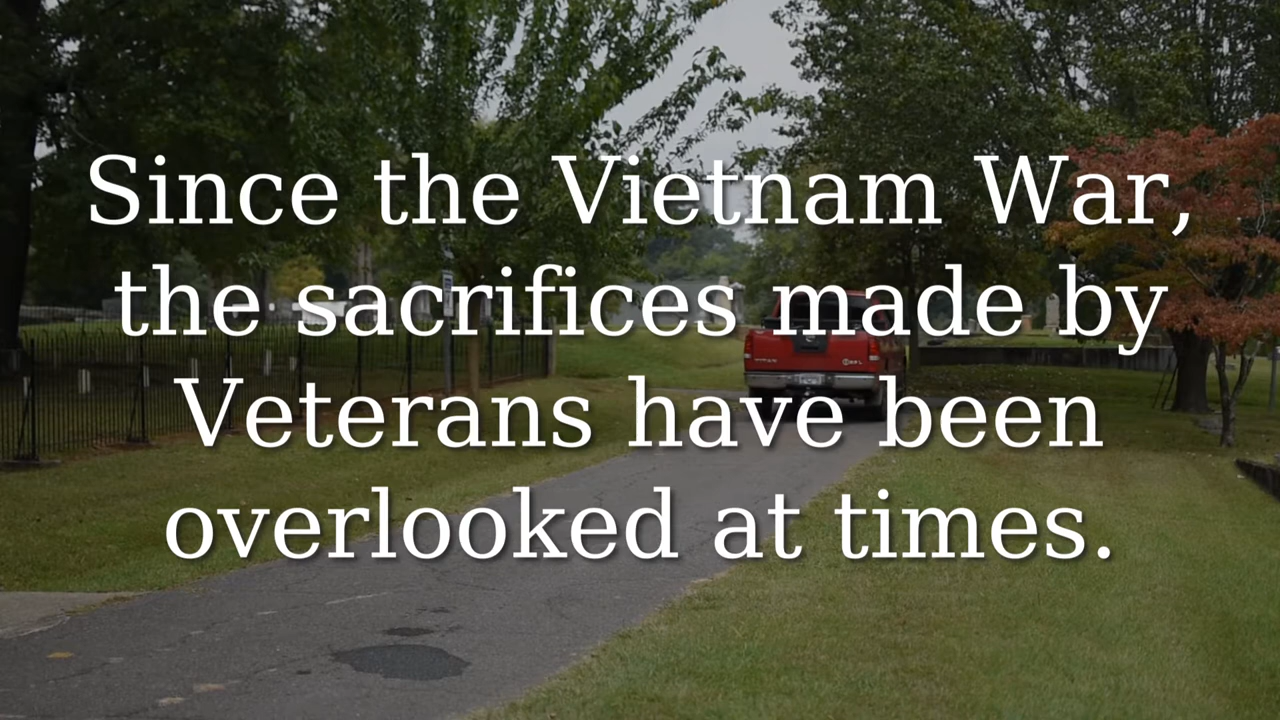 Since the Vietnam War,
the sacrifices made by
Veterans have been
overlooked at times.